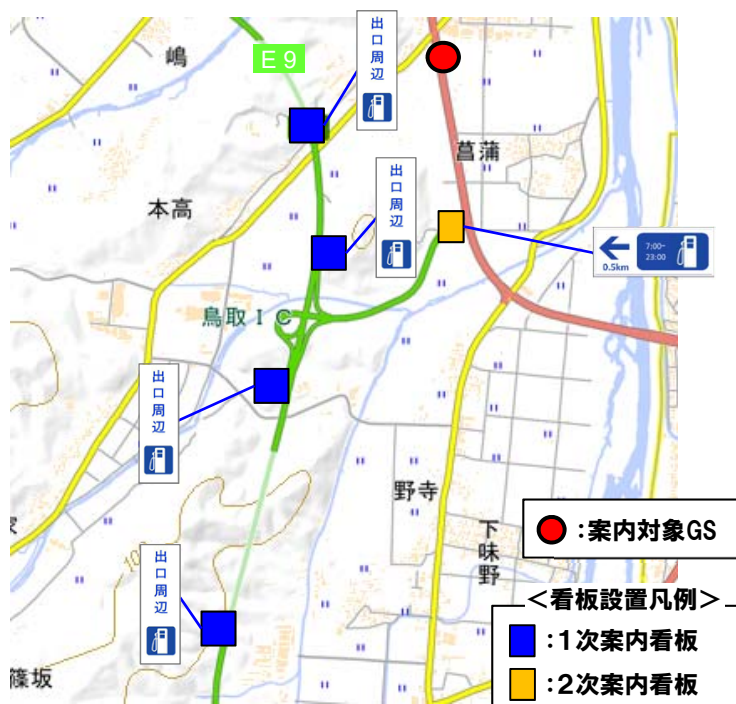 嶋
E9
出口周辺
菖蒲
本高
出口周辺
7:00~
23:00
0.5km
鳥取IC
出口周辺
野寺
:案内対象GS
下味野
出口周辺
<看板設置凡例>
:1次案内看板
:2次案内看板
篠坂